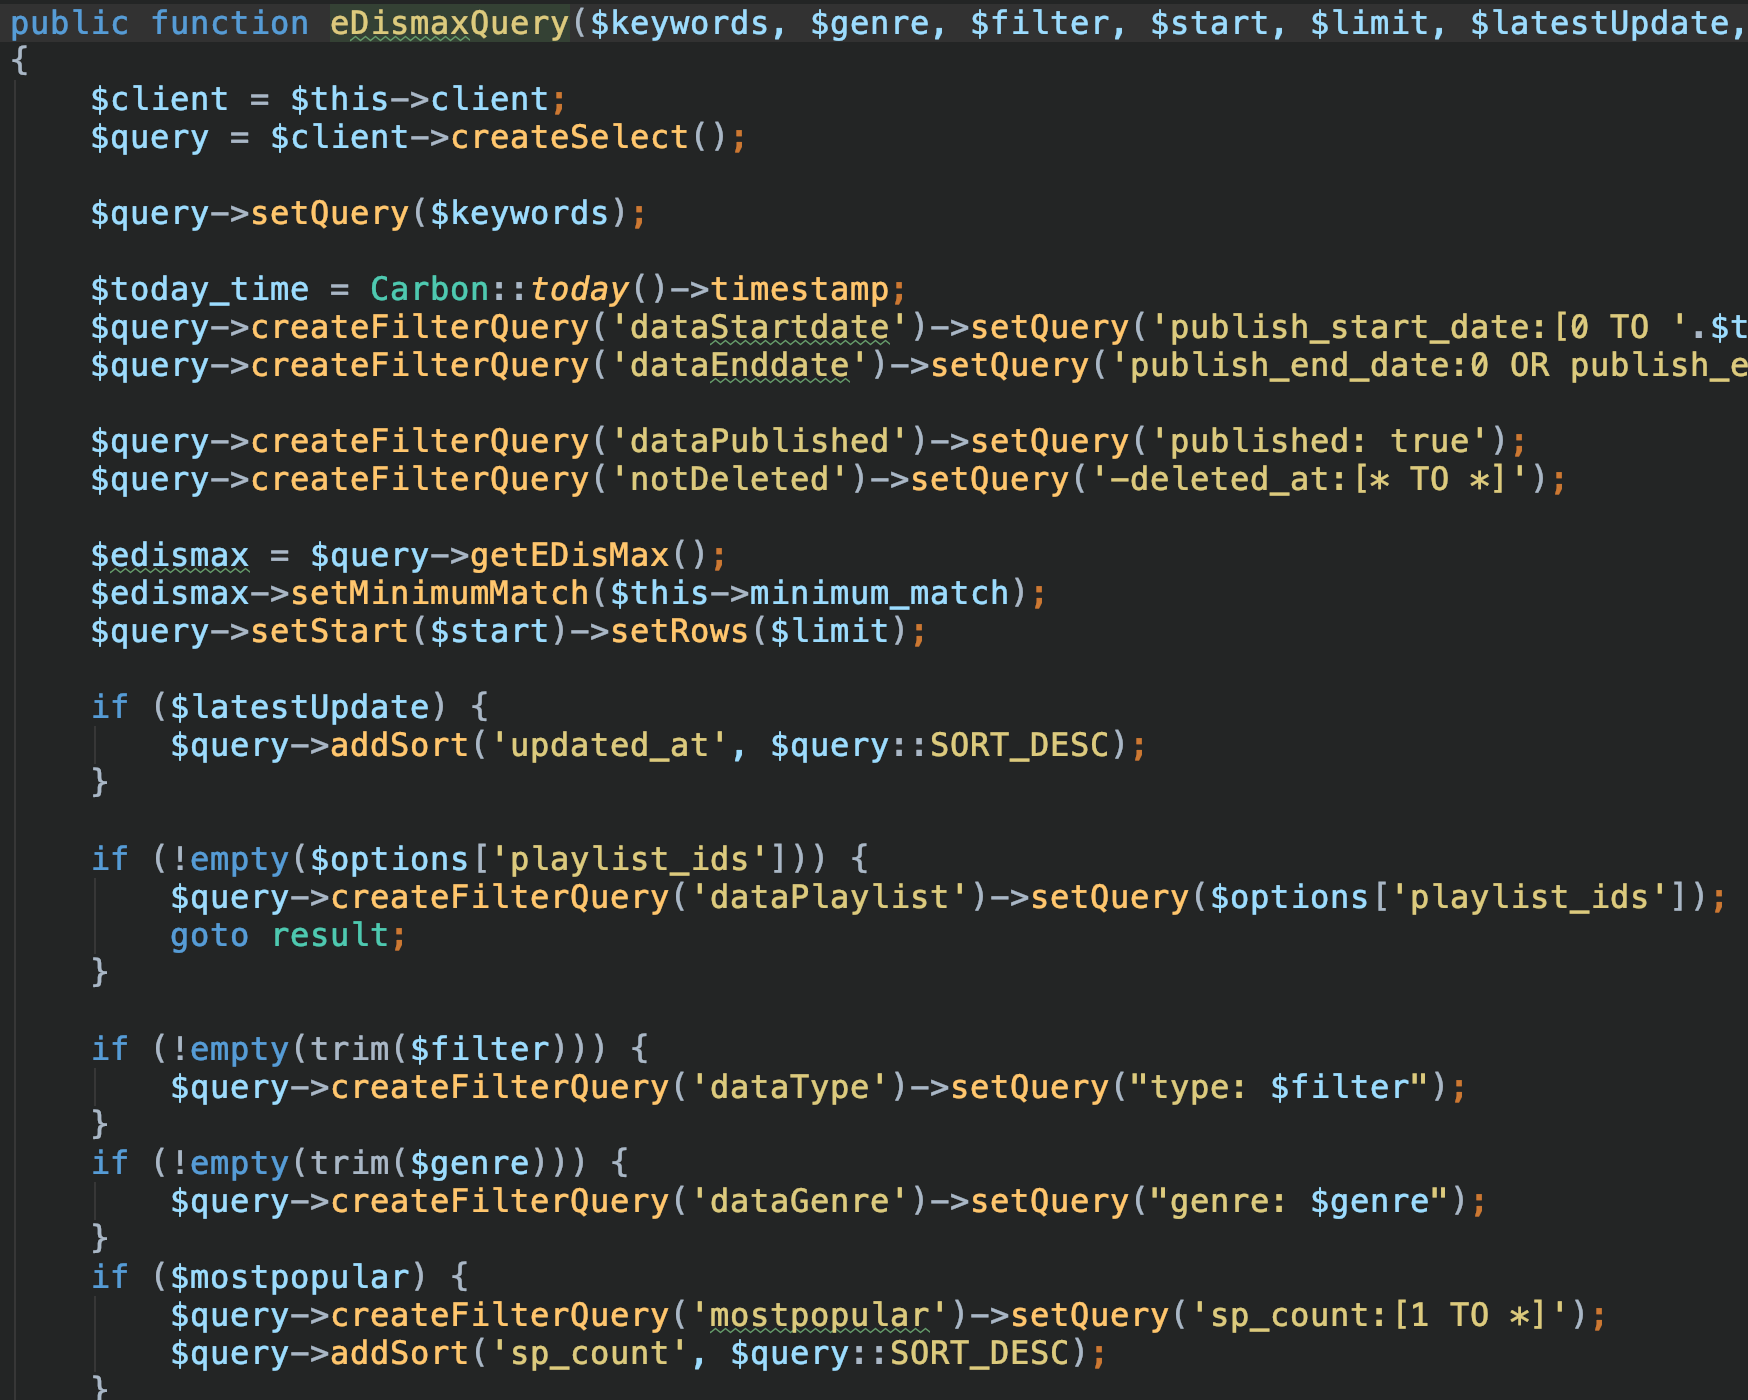 public function eDismaxQuery($keywords, $genre, $filter, $start, $limit, $latestUpdate,
{
$client = $this->client;
$query = $client->createSelect();
$query->setQuery($keywords);
$today_time = Carbon::today()->timestamp;
$query->createFilterQuery('dataStartdate')->setQuery('publish_start_date:[0 TO '.$t
$query->createFilterQuery('dataEnddate')->setQuery('publish_end_date:0 OR publish_e
$query->createFilterQuery('dataPublished')->setQuery('published: true');
$query->createFilterQuery('notDeleted')->setQuery('-deleted_at:[* TO *]');
$edismax = $query->getEDisMax();
$edismax->setMinimumMatch($this->minimum_match);
$query->setStart($start)->setRows($limit);
if ($latestUpdate) {
$query->addSort('updated_at', $query::SORT_DESC);
}
if (!empty($options['playlist_ids'])) {
$query->createFilterQuery('dataPlaylist')->setQuery($options['playlist_ids']);
goto result;
}
if (!empty(trim($filter))) {
$query->createFilterQuery('dataType')->setQuery("type: $filter");
}
if (!empty(trim($genre))) {
$query->createFilterQuery('dataGenre')->setQuery("genre: $genre");
}
if ($mostpopular) {
$query->createFilterQuery('mostpopular')->setQuery('sp_count:[1 TO *]');
$query->addSort('sp_count', $query::SORT_DESC);
}